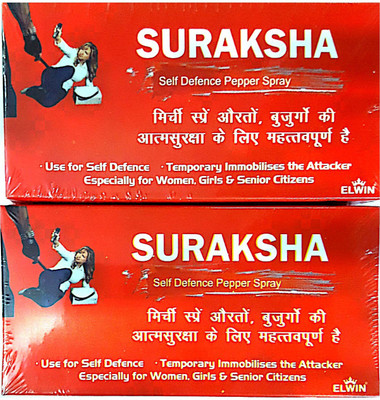 SURAKSHA
Self Defence Pepper Spray
मिर्ची स्प्रें औरतों, बुजुर्गो की
आत्मसुरक्षा के लिए महत्तवपूर्ण है
· Use for Self Defence · Temporary Immobilises the Attacker
Especially for Women, Girls & Senior Citizens
ELWIN
SURAKSHA
Self Defence Pepper Spray
मिर्ची स्प्रें औरतों, बुजुर्गो की
आत्मसुरक्षा के लिए महत्तवपूर्ण है
· Use for Self Defence · Temporary Immobilises the Attacker
Especially for Women, Girls & Senior Citizens
ELWIN